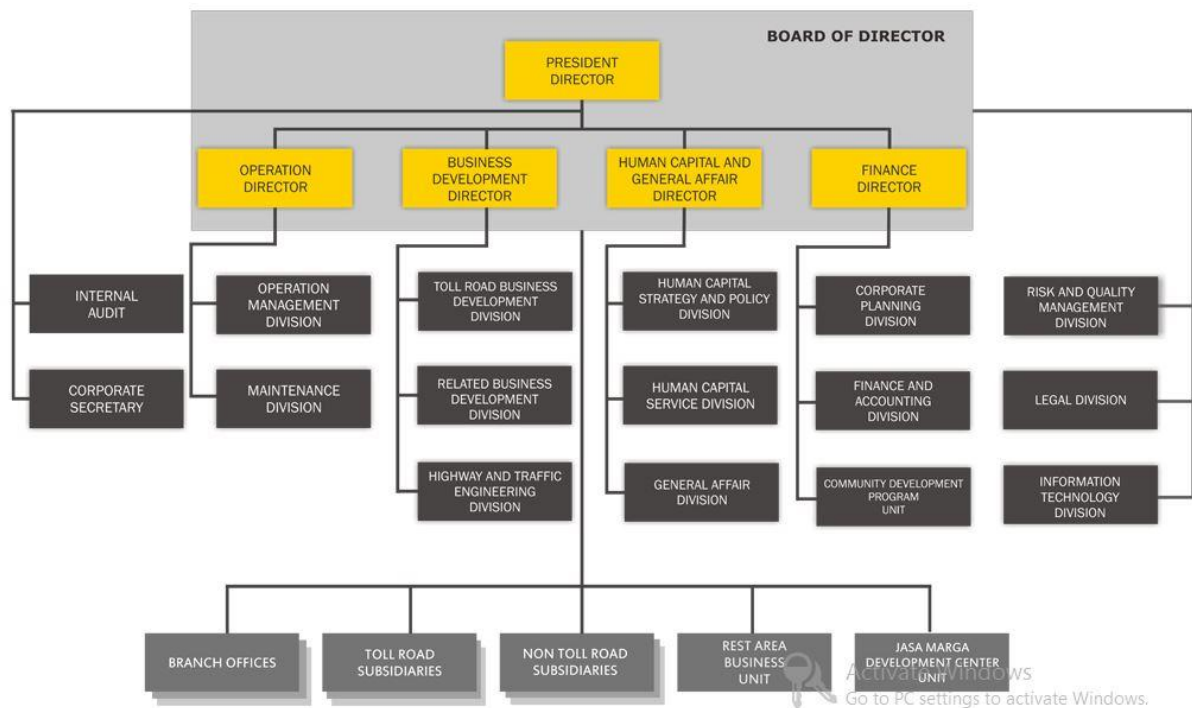 BOARD OF DIRECTOR
PRESIDENT
DIRECTOR
OPERATION
DIRECTOR
BUSINESS
DEVELOPMENT
DIRECTOR
HUMAN CAPITAL AND
GENERAL AFFAIR
DIRECTOR
FINANCE
DIRECTOR
INTERNAL
AUDIT
OPERATION
MANAGEMENT
DIVISION
TOLL ROAD BUSINESS
DEVELOPMENT
DIVISION
HUMAN CAPITAL
STRATEGY AND POLICY
DIVISION
CORPORATE
PLANNING
DIVISION
RISK AND QUALITY
MANAGEMENT
DIVISION
CORPORATE
SECRETARY
MAINTENANCE
DIVISION
RELATED BUSINESS
DEVELOPMENT
DIVISION
HUMAN CAPITAL
SERVICE DIVISION
FINANCE AND
ACCOUNTING
DIVISION
LEGAL DIVISION
HIGHWAY AND TRAFFIC
ENGINEERING
DIVISION
GENERAL AFFAIR
DIVISION
COMMUNITY DEVELOPMENT
PROGRAM
UNIT
INFORMATION
TECHNOLOGY
DIVISION
BRANCH OFFICES
TOLL ROAD
SUBSIDIARIES
NON TOLL ROAD
SUBSIDIARIES
REST AREA
BUSINESS
UNIT
JASA MARGA
DEVELOPMENT CENTER
UNIT
Activate Windows
Go to PC settings to activate Windows.